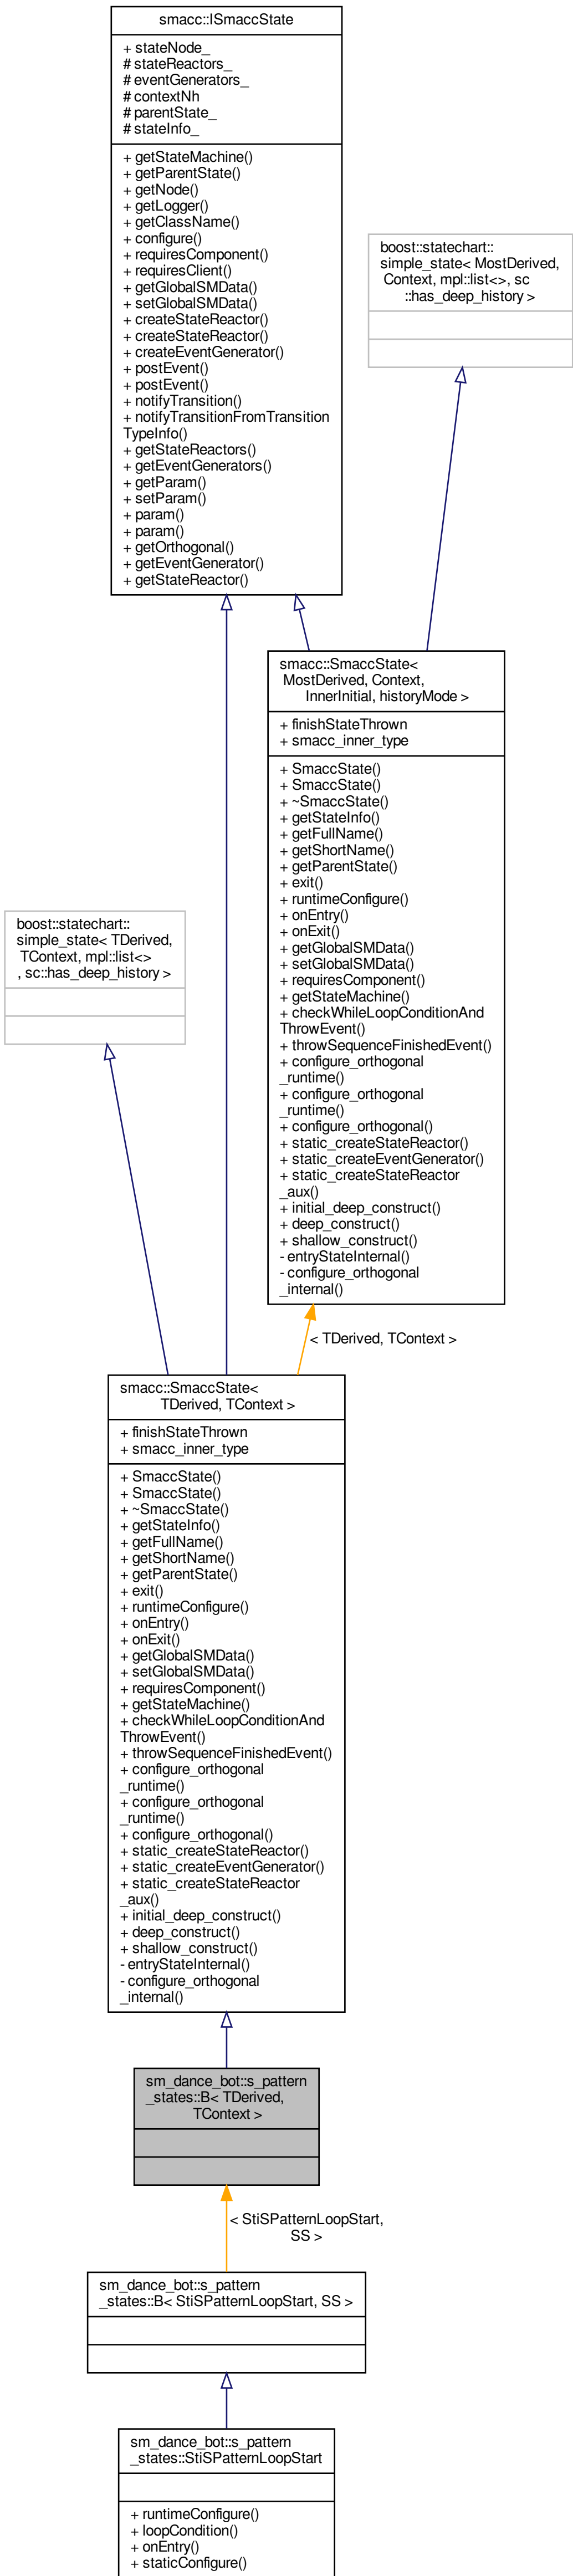 smacc::ISmaccState
+ stateNode_
# stateReactors_
# eventGenerators_
# contextNh
# parentState_
# stateInfo_
+ getStateMachine()
+ getParentState()
+ getNode()
+ getLogger()
+ getClassName()
+ configure()
+ requiresComponent()
+ requiresClient()
+ getGlobalSMData()
+ setGlobalSMData()
+ createStateReactor()
+ createStateReactor()
+ createEventGenerator()
+ postEvent()
+ postEvent()
+ notifyTransition()
+ notifyTransitionFromTransition
TypeInfo()
+ getStateReactors()
+ getEventGenerators()
+ getParam()
+ setParam()
+ param()
+ param()
+ getOrthogonal()
+ getEventGenerator()
+ getStateReactor()
boost::statechart::
simple_state< MostDerived,
Context, mpl::list<>, sc
::has_deep_history >
smacc::SmaccState<
MostDerived, Context,
InnerInitial, historyMode >
+ finishStateThrown
+ smacc_inner_type
+ SmaccState()
+ SmaccState()
+ ~SmaccState()
+ getStateInfo()
+ getFullName()
+ getShortName()
+ getParentState()
+ exit()
+ runtimeConfigure()
+ onEntry()
+ onExit()
+ getGlobalSMData()
+ setGlobalSMData()
+ requiresComponent()
+ getStateMachine()
+ checkWhileLoopConditionAnd
ThrowEvent()
+ throwSequenceFinishedEvent()
+ configure_orthogonal
_runtime()
+ configure_orthogonal
_runtime()
+ configure_orthogonal()
+ static_createStateReactor()
+ static_createEventGenerator()
+ static_createStateReactor
_aux()
+ initial_deep_construct()
+ deep_construct()
+ shallow_construct()
- entryStateInternal()
- configure_orthogonal
_internal()
boost::statechart::
simple_state< TDerived,
TContext, mpl::list<>
, sc::has_deep_history >
< TDerived, TContext >
smacc::SmaccState<
TDerived, TContext >
+ finishStateThrown
+ smacc_inner_type
+ SmaccState()
+ SmaccState()
+ ~SmaccState()
+ getStateInfo()
+ getFullName()
+ getShortName()
+ getParentState()
+ exit()
+ runtimeConfigure()
+ onEntry()
+ onExit()
+ getGlobalSMData()
+ setGlobalSMData()
+ requiresComponent()
+ getStateMachine()
+ checkWhileLoopConditionAnd
ThrowEvent()
+ throwSequenceFinishedEvent()
+ configure_orthogonal
_runtime()
+ configure_orthogonal
_runtime()
+ configure_orthogonal()
+ static_createStateReactor()
+ static_createEventGenerator()
+ static_createStateReactor
_aux()
+ initial_deep_construct()
+ deep_construct()
+ shallow_construct()
- entryStateInternal()
- configure_orthogonal
_internal()
sm_dance_bot::s_pattern
_states::B< TDerived,
TContext >
< StiSPatternLoopStart,
SS >
sm_dance_bot::s_pattern
_states::B< StiSPatternLoopStart, SS >
sm_dance_bot::s_pattern
_states::StiSPatternLoopStart
+ runtimeConfigure()
+ loopCondition()
+ onEntry()
+ staticConfigure()